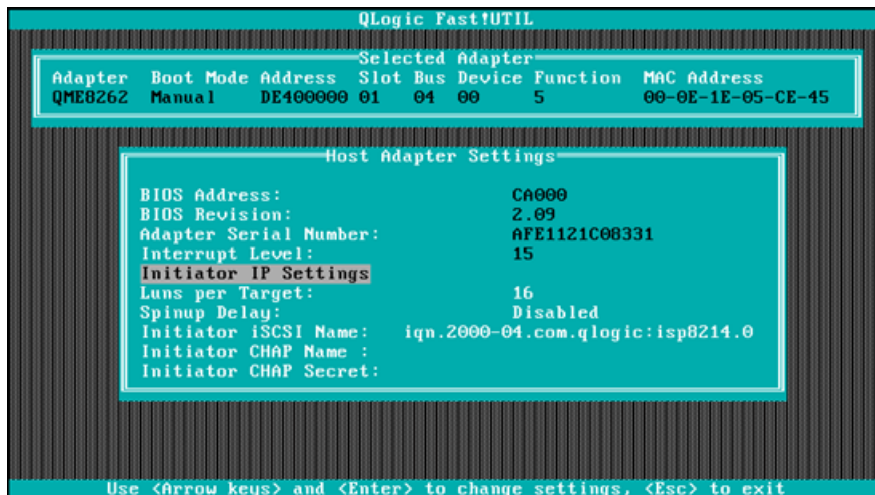 QLogic Fast!UTIL
Selected Adapter
Adapter Boot Mode Address Slot Bus Device Function MAC Address
QME8262 Manual DE400000 01 04 00 5 00-0E-1E-05-CE-45
Host Adapter Settings
BIOS Address: CA000
BIOS Revision: 2.09
Adapter Serial Number: AFE1121C08331
Interrupt Level: 15
Initiator IP Settings
Luns per Target: 16
Spinup Delay: Disabled
Initiator iSCSI Name: iqn.2000-04.com.qlogic:isp8214.0
Initiator CHAP Name :
Initiator CHAP Secret:
Use <Arrow keys> and <Enter> to change settings, <Esc> to exit